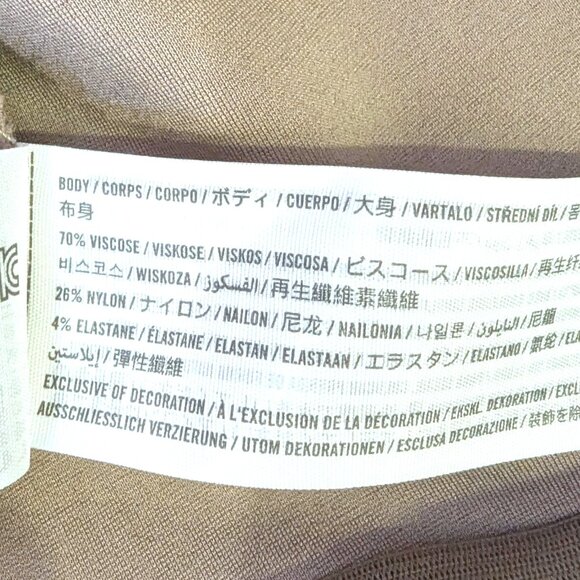 BODY / CORPS / CORPO / ボディ / CUERPO / 大身 / VARTALO / STŘEDNÍ DÍL / 몸
布身
70% VISCOSE / VISKOSE / VISKOS / VISCOSA / ビスコース / VISCOSILLA / 再生纤
비스코스 / WISKOZA / الفسكوز / 再生纖維素纖維
26% NYLON / ナイロン / NAILON / 尼龙 / NAILONIA / 나일론 / النايلون / 尼龍
4% ELASTANE / ÉLASTANE / ELASTAN / ELASTAAN / エラスタン / ELASTANO / 氨纶 / ELAST
إيلاستين / 彈性纖維
EXCLUSIVE OF DECORATION / À L'EXCLUSION DE LA DÉCORATION / EKSKL. DEKORATION / EXCLU
AUSSCHLIESSLICH VERZIERUNG / UTOM DEKORATIONEN / ESCLUSA DECORAZIONE / 装飾を除